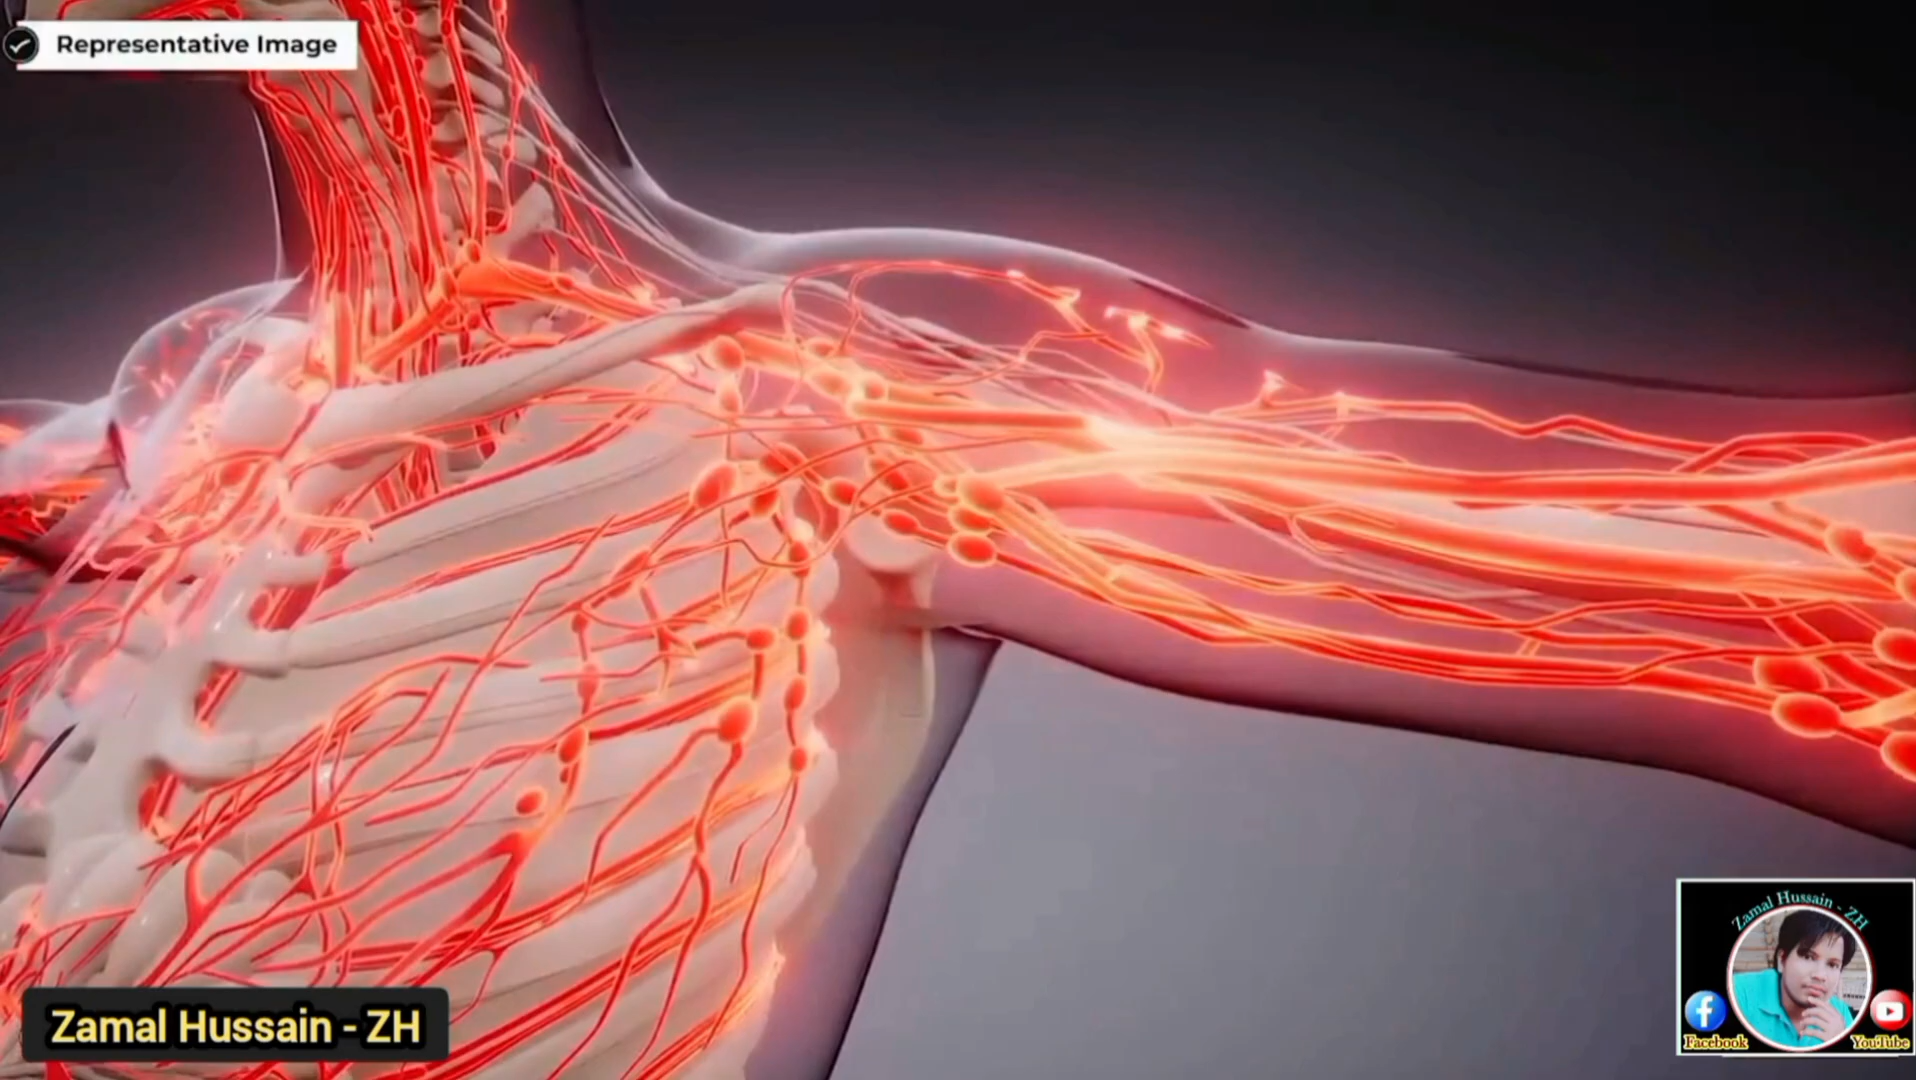 Representative Image
Zamal Hussain - ZH
Zamal Hussain - ZH
Facebook
YouTube